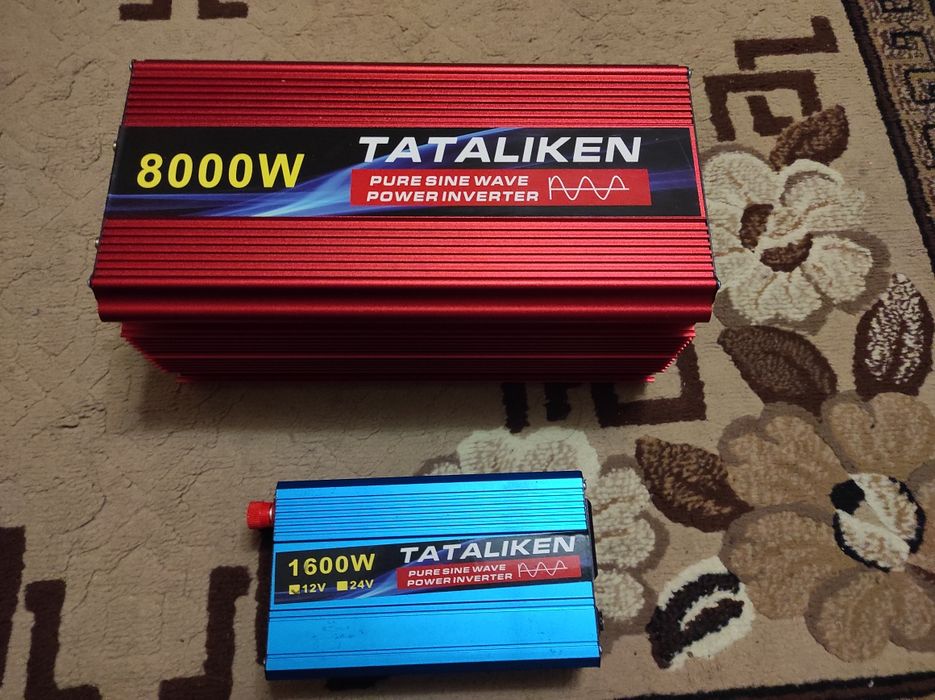 8000W
TATALIKEN
PURE SINE WAVE
POWER INVERTER
1600W
12V 24V
TATALIKEN
PURE SINE WAVE
POWER INVERTER